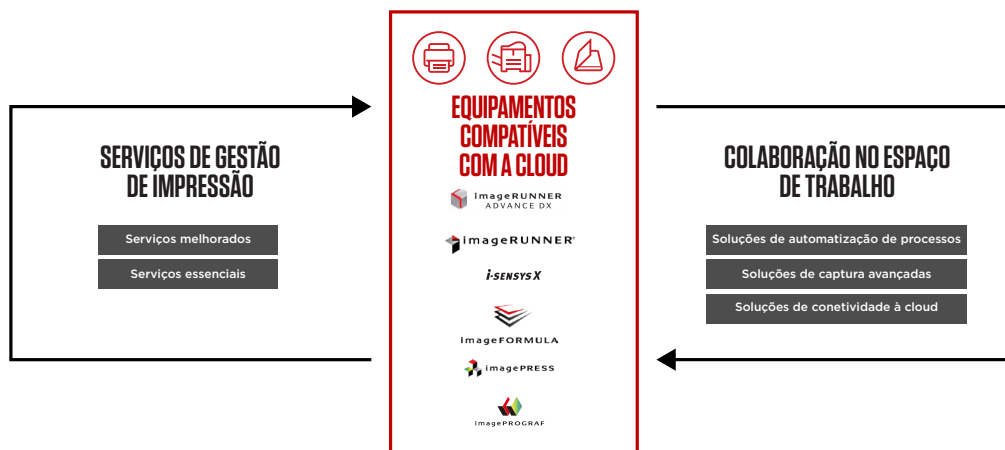 SERVIÇOS DE GESTÃO
DE IMPRESSÃO
Serviços melhorados
Serviços essenciais
EQUIPAMENTOS
COMPATÍVEIS
COM A CLOUD
imageRUNNER
ADVANCE DX
imageRUNNER
i-SENSYS X
imageFORMULA
imagePRESS
imagePROGRAF
COLABORAÇÃO NO ESPAÇO
DE TRABALHO
Soluções de automatização de processos
Soluções de captura avançadas
Soluções de conetividade à cloud